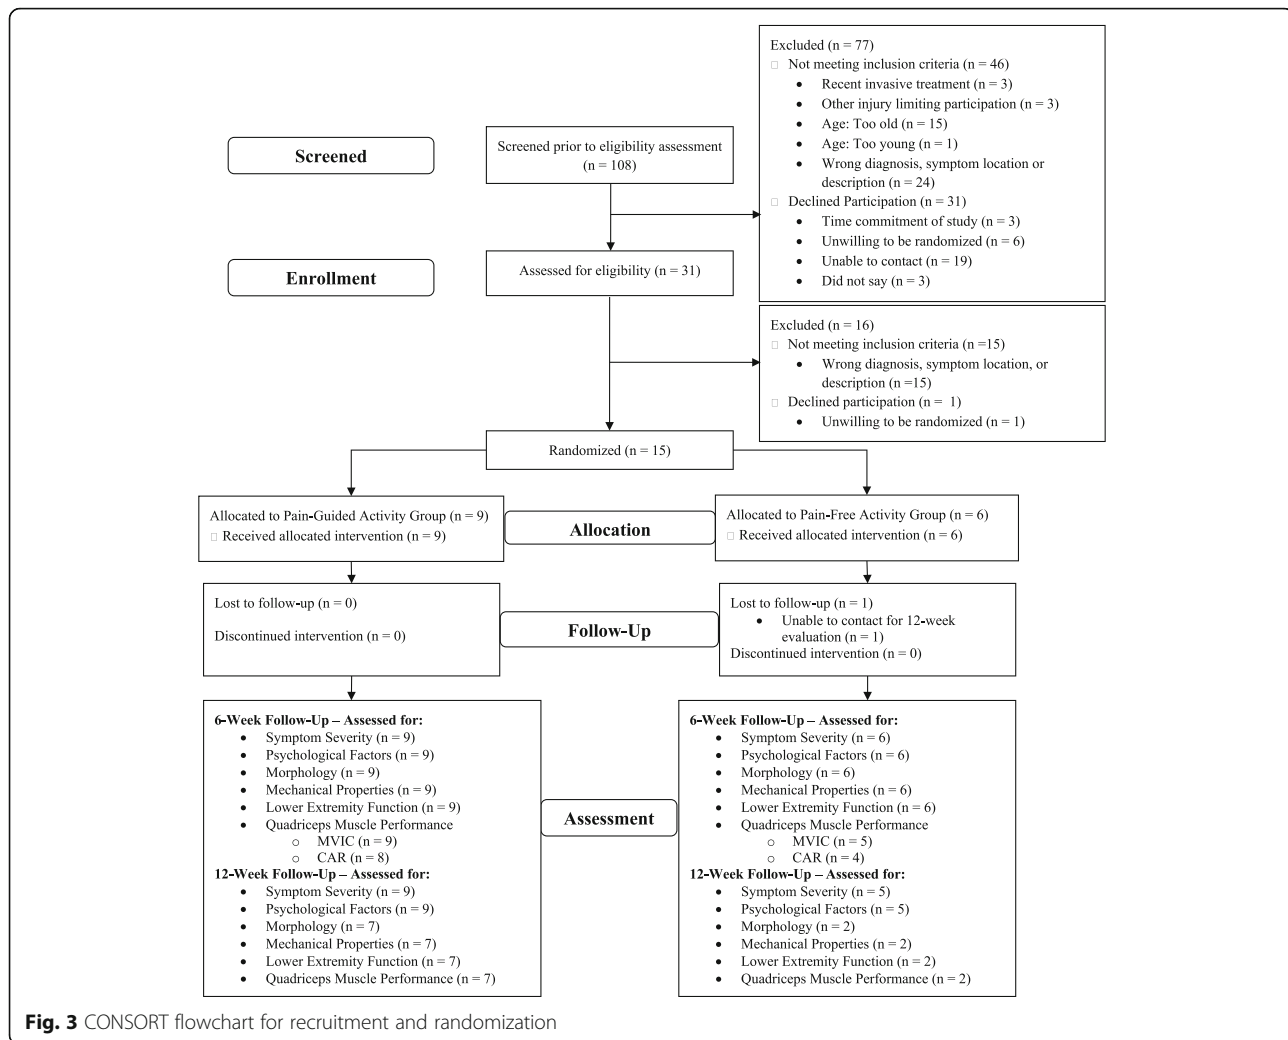 Screened
Screened prior to eligibility assessment
(n = 108)
Excluded (n = 77)
Not meeting inclusion criteria (n = 46)
• Recent invasive treatment (n = 3)
• Other injury limiting participation (n = 3)
• Age: Too old (n = 15)
• Age: Too young (n = 1)
• Wrong diagnosis, symptom location or
description (n = 24)
Declined Participation (n = 31)
• Time commitment of study (n = 3)
• Unwilling to be randomized (n = 6)
• Unable to contact (n = 19)
• Did not say (n = 3)
Enrollment
Assessed for eligibility (n = 31)
Excluded (n = 16)
Not meeting inclusion criteria (n =15)
• Wrong diagnosis, symptom location, or
description (n =15)
Declined participation (n = 1)
• Unwilling to be randomized (n = 1)
Randomized (n = 15)
Allocated to Pain-Guided Activity Group (n = 9)
Received allocated intervention (n = 9)
Allocation
Allocated to Pain-Free Activity Group (n = 6)
Received allocated intervention (n = 6)
Lost to follow-up (n = 0)
Discontinued intervention (n = 0)
Follow-Up
Lost to follow-up (n = 1)
• Unable to contact for 12-week
evaluation (n = 1)
Discontinued intervention (n = 0)
6-Week Follow-Up – Assessed for:
• Symptom Severity (n = 9)
• Psychological Factors (n = 9)
• Morphology (n = 9)
• Mechanical Properties (n = 9)
• Lower Extremity Function (n = 9)
• Quadriceps Muscle Performance
o MVIC (n = 9)
o CAR (n = 8)
12-Week Follow-Up – Assessed for:
• Symptom Severity (n = 9)
• Psychological Factors (n = 9)
• Morphology (n = 7)
• Mechanical Properties (n = 7)
• Lower Extremity Function (n = 7)
• Quadriceps Muscle Performance (n = 7)
Assessment
6-Week Follow-Up – Assessed for:
• Symptom Severity (n = 6)
• Psychological Factors (n = 6)
• Morphology (n = 6)
• Mechanical Properties (n = 6)
• Lower Extremity Function (n = 6)
• Quadriceps Muscle Performance
o MVIC (n = 5)
o CAR (n = 4)
12-Week Follow-Up – Assessed for:
• Symptom Severity (n = 5)
• Psychological Factors (n = 5)
• Morphology (n = 2)
• Mechanical Properties (n = 2)
• Lower Extremity Function (n = 2)
• Quadriceps Muscle Performance (n = 2)
Fig. 3 CONSORT flowchart for recruitment and randomization